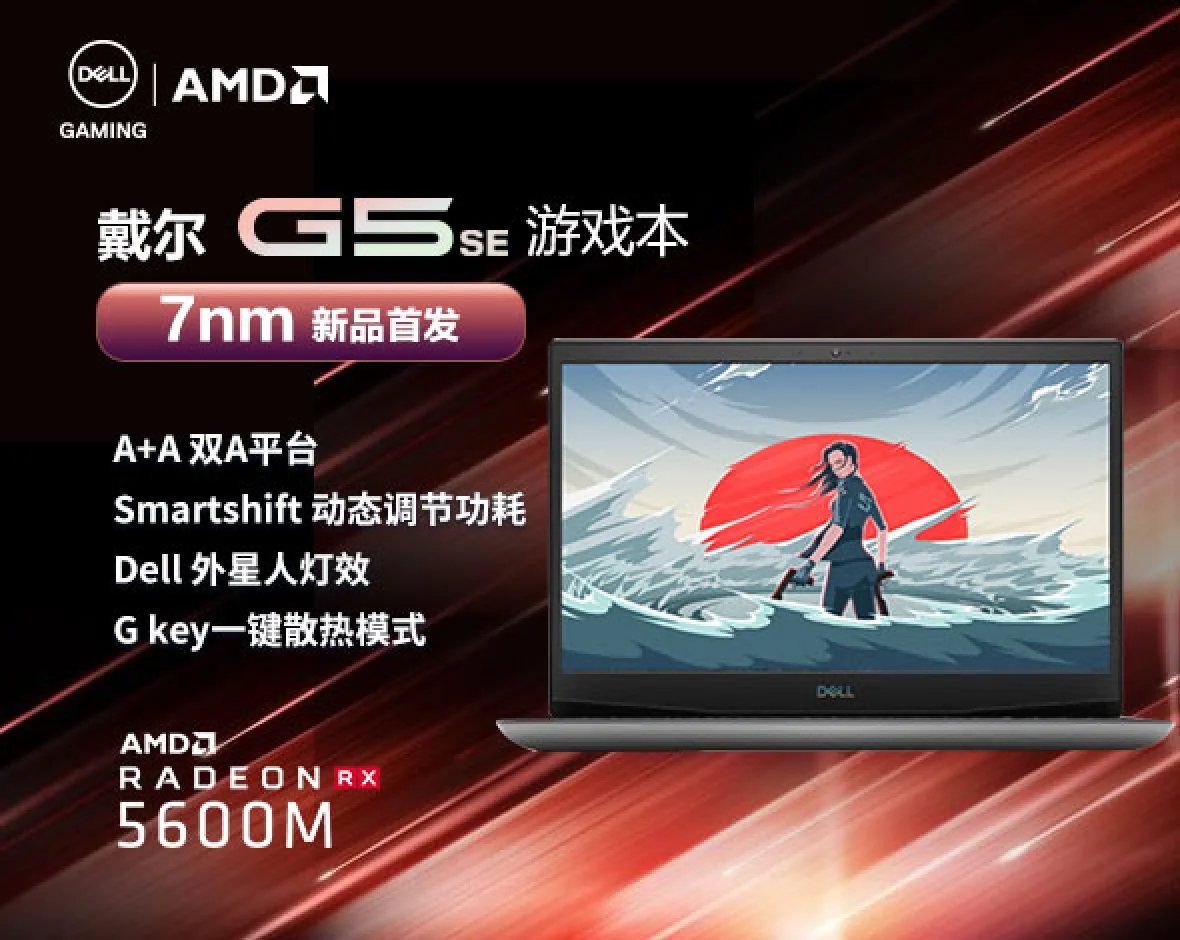 DELL AMD
GAMING
戴尔 G5 SE 游戏本
7nm 新品首发
A+A 双A平台
Smartshift 动态调节功耗
Dell 外星人灯效
G key一键散热模式
DELL
AMD
RADEON RX
5600M